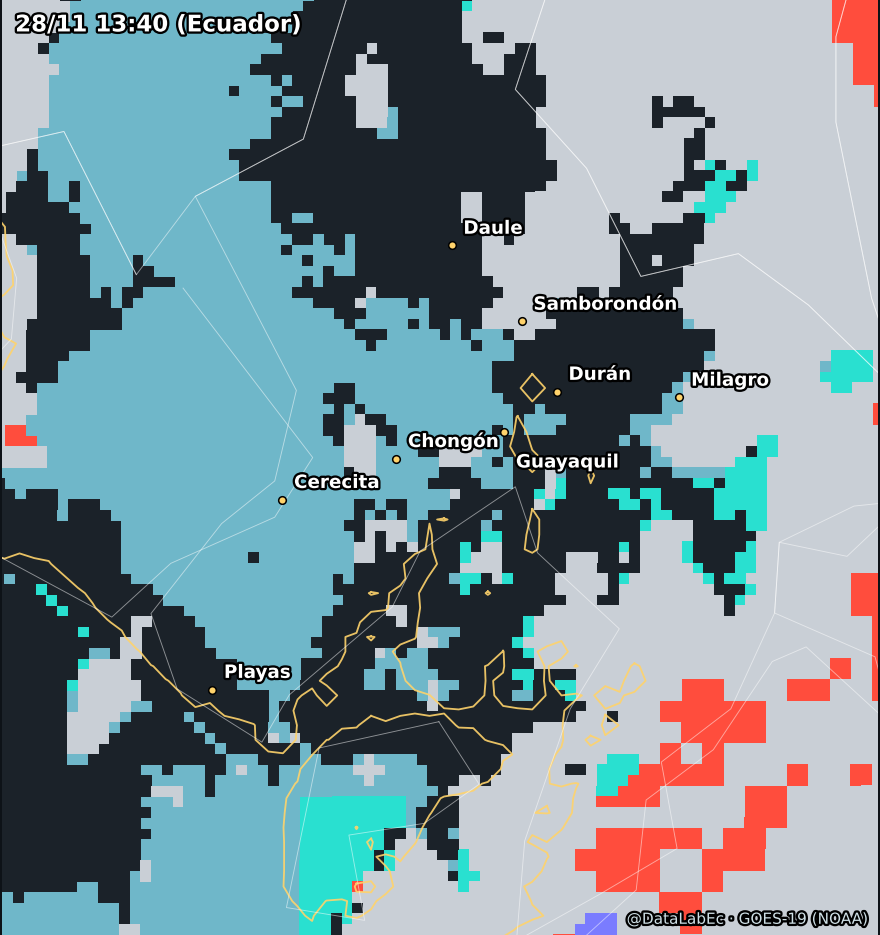 28/11 13:40 (Ecuador)
Daule
Samborondón
Durán
Milagro
Chongón
Guayaquil
Cerecita
Playas
@DataLabEc · GOES-19 (NOAA)